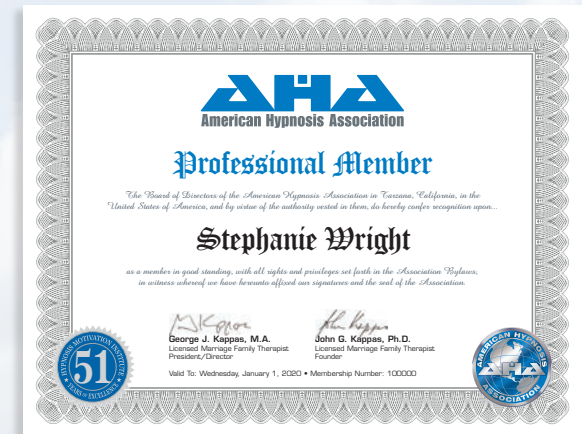 AHA
American Hypnosis Association
Professional Member
The Board of Directors of the American Hypnosis Association in Tarzana, California, in the
United States of America, and by virtue of the authority vested in them, do hereby confer recognition upon...
Stephanie Wright
as a member in good standing, with all rights and privileges set forth in the Association Bylaws,
in witness whereof we have hereunto affixed our signatures and the seal of the Association.
George J. Kappas, M.A.
Licensed Marriage Family Therapist
President/Director
John G. Kappas, Ph.D.
Licensed Marriage Family Therapist
Founder
Valid To: Wednesday, January 1, 2020 • Membership Number: 100000
HYPNOSIS MOTIVATION INSTITUTE
51
YEARS OF EXCELLENCE
AMERICAN HYPNOSIS
AHA
ASSOCIATION